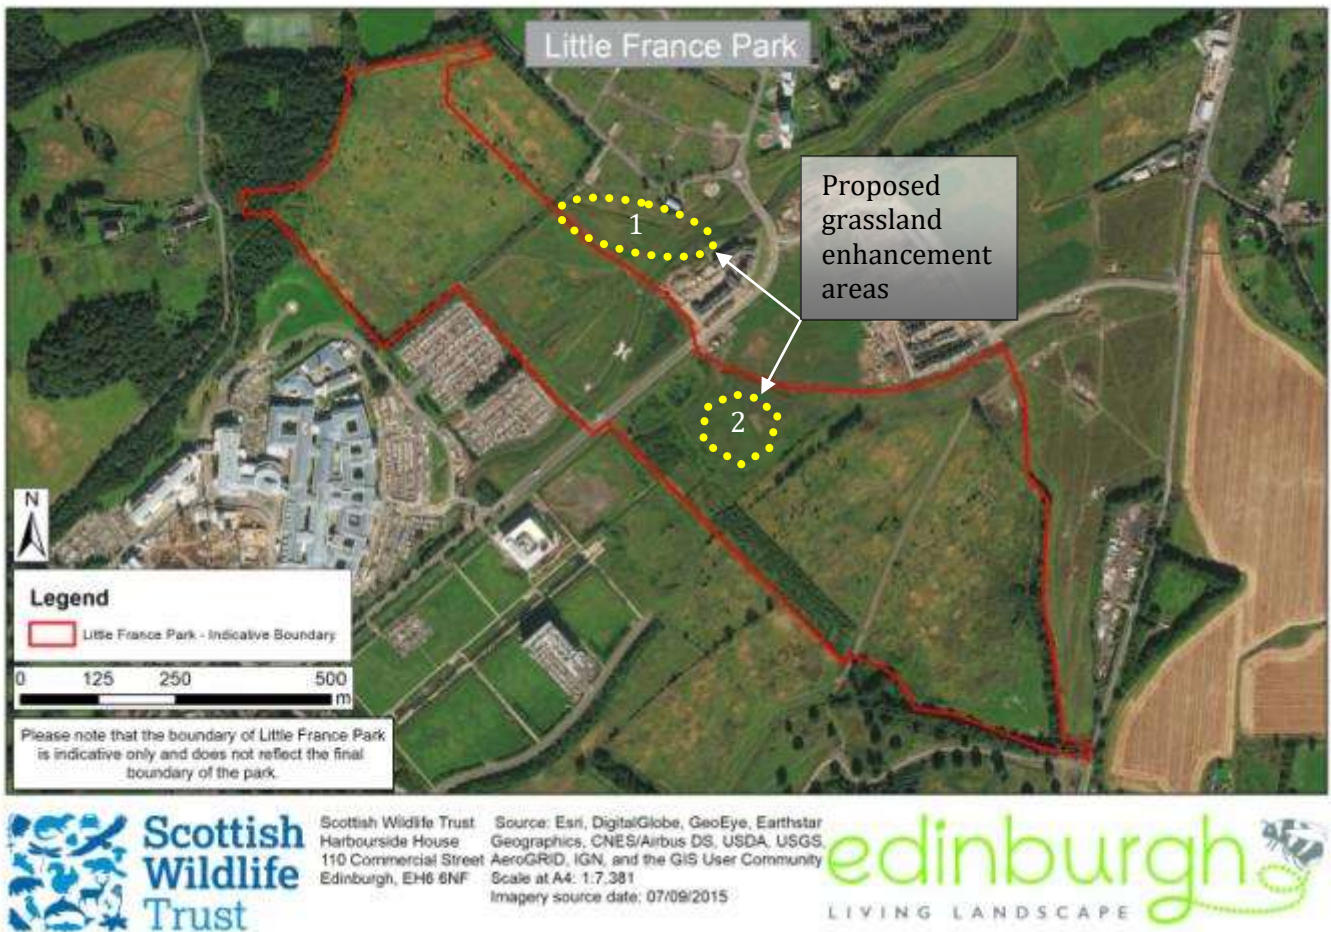 Little France Park
Proposed
grassland
enhancement
areas
1
2
N
Legend
Little France Park - Indicative Boundary
0 125 250 500
m
Please note that the boundary of Little France Park
is indicative only and does not reflect the final
boundary of the park.
Scottish
Wildlife
Trust
Scottish Wildlife Trust
Harbourside House
110 Commercial Street
Edinburgh, EH6 6NF
Source: Esri, DigitalGlobe, GeoEye, Earthstar
Geographics, CNES/Airbus DS, USDA, USGS,
AeroGRID, IGN, and the GIS User Community
Scale at A4: 1:7,381
Imagery source date: 07/09/2015
edinburgh
LIVING LANDSCAPE